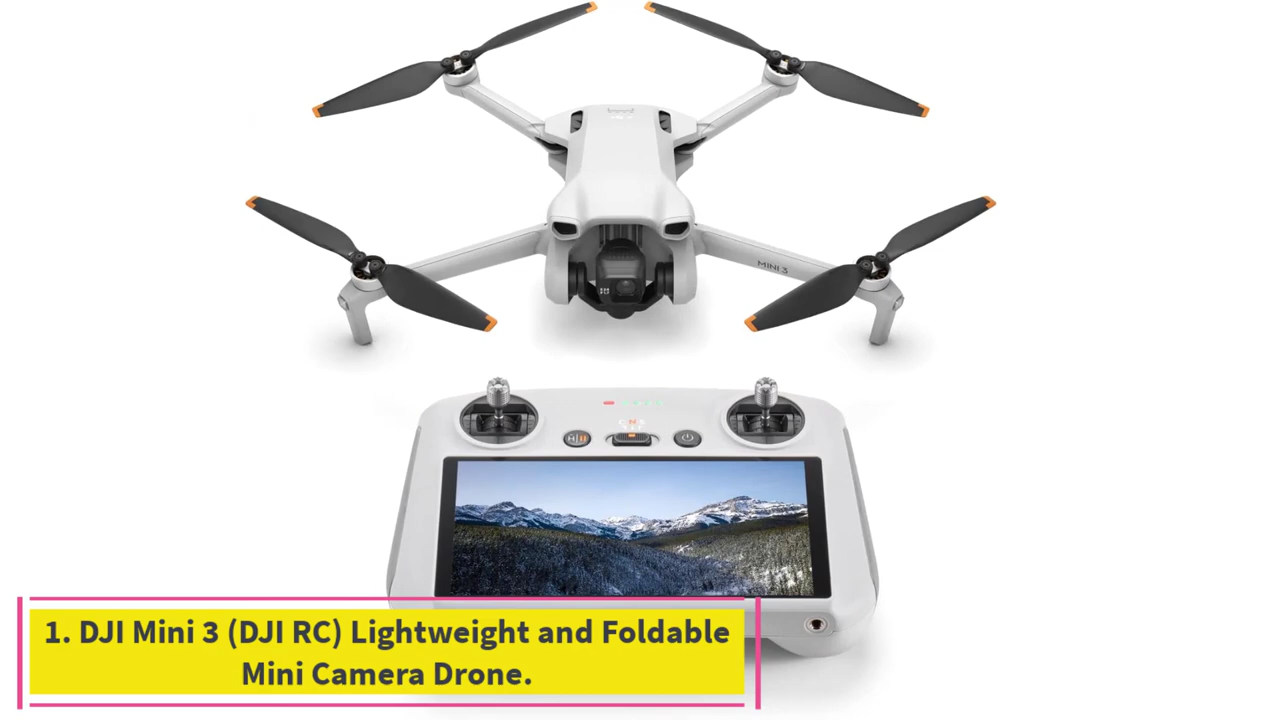 MINI 3
1. DJI Mini 3 (DJI RC) Lightweight and Foldable
Mini Camera Drone.